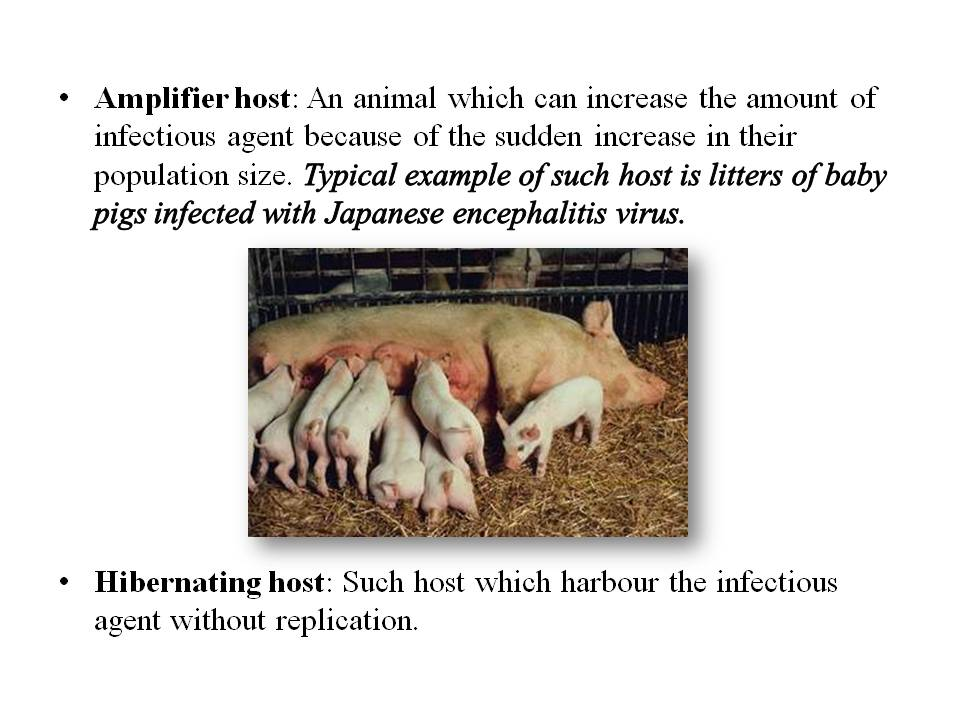 • Amplifier host: An animal which can increase the amount of
infectious agent because of the sudden increase in their
population size. Typical example of such host is litters of baby
pigs infected with Japanese encephalitis virus.
• Hibernating host: Such host which harbour the infectious
agent without replication.